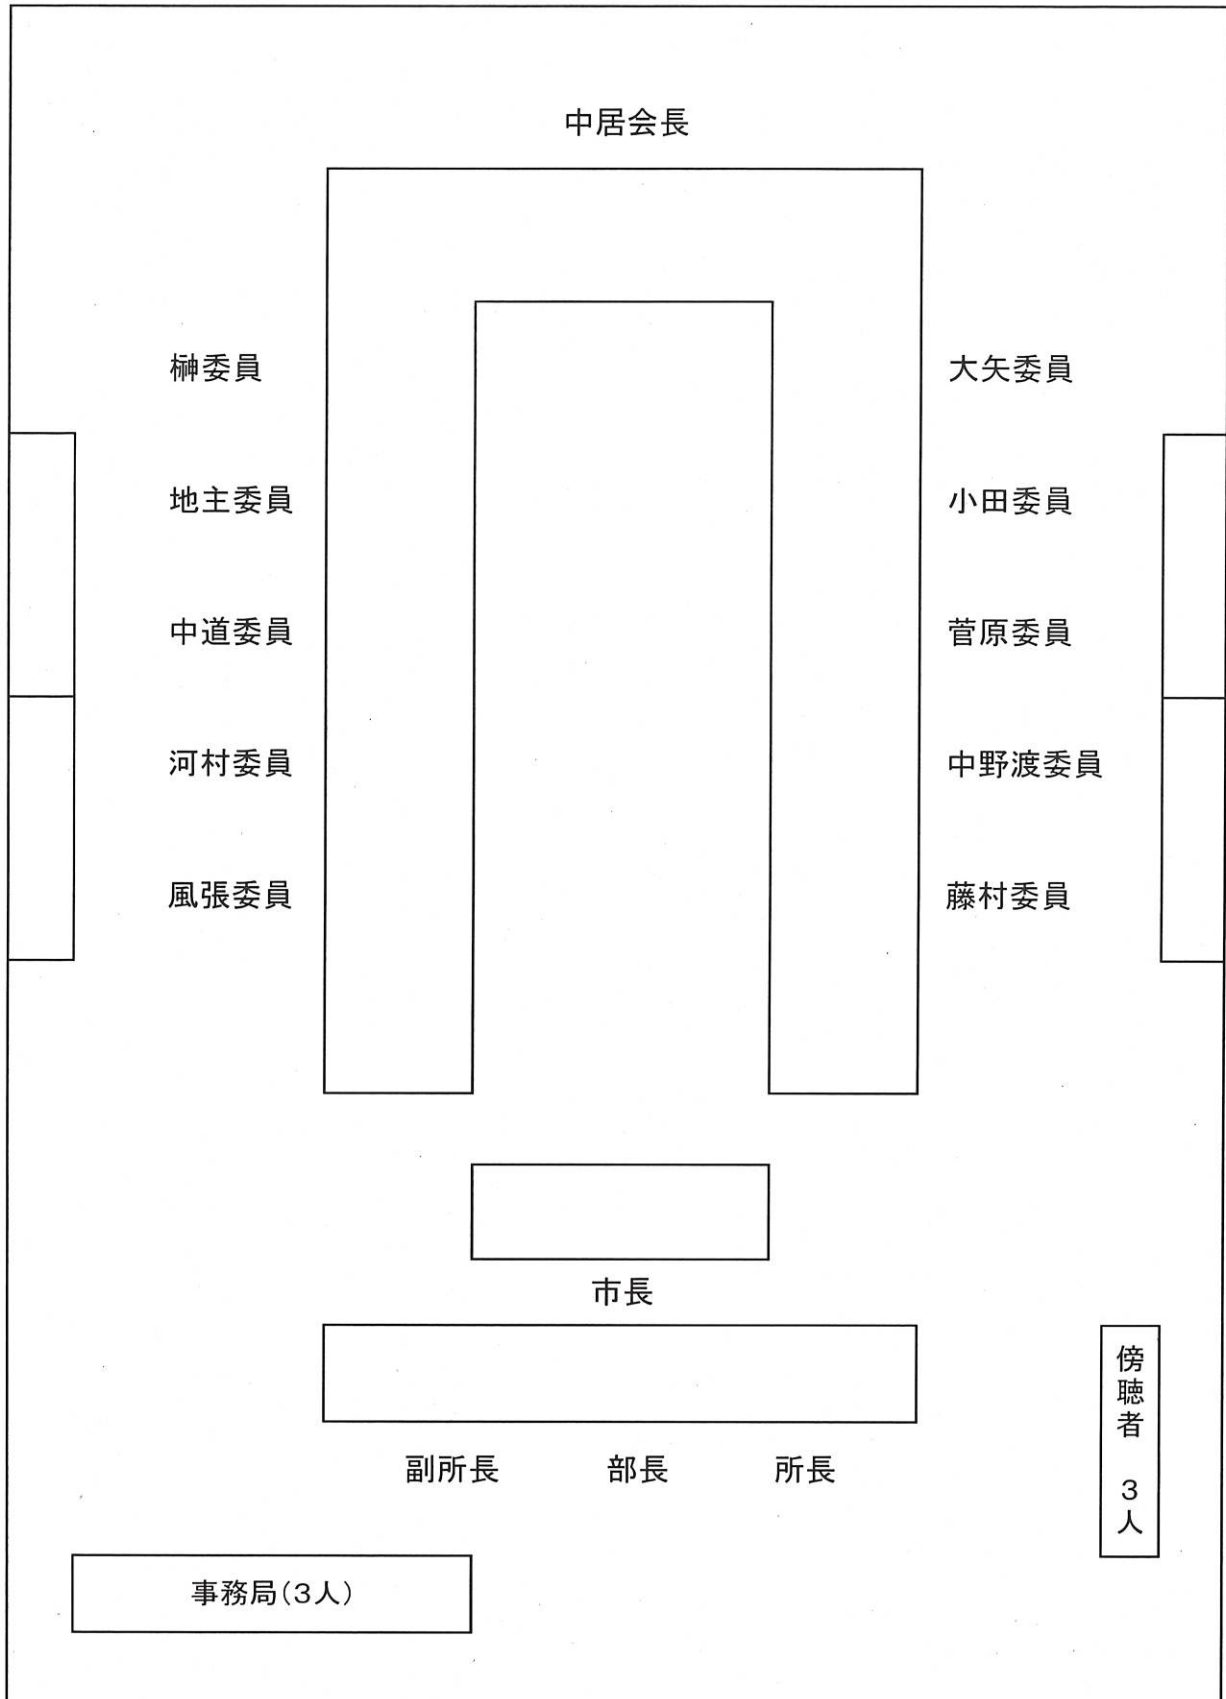 中居会長
榊委員
大矢委員
地主委員
小田委員
中道委員
菅原委員
河村委員
中野渡委員
風張委員
藤村委員
市長
副所長 部長 所長
傍聴者 3人
事務局(3人)